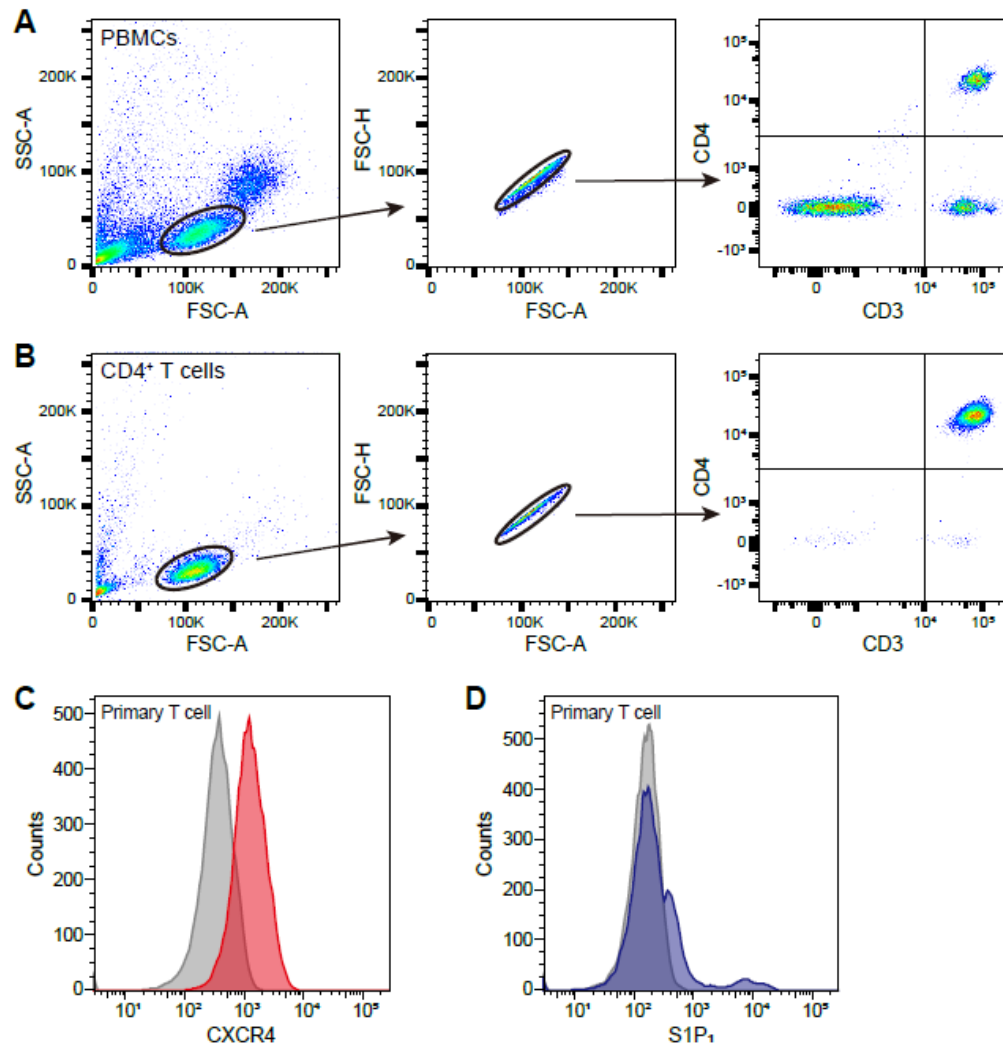 A
PBMCs
SSC-A
200K
100K
0
0
100K
200K
FSC-A
FSC-H
200K
100K
0
0
100K
200K
FSC-A
CD4
10⁵
10⁴
10³
0
-10³
0
10⁴
10⁵
CD3
B
CD4⁺ T cells
SSC-A
200K
100K
0
0
100K
200K
FSC-A
FSC-H
200K
100K
0
0
100K
200K
FSC-A
CD4
10⁵
10⁴
10³
0
-10³
0
10⁴
10⁵
CD3
C
Primary T cell
Counts
500
400
300
200
100
0
10¹
10²
10³
10⁴
10⁵
CXCR4
D
Primary T cell
Counts
500
400
300
200
100
0
10¹
10²
10³
10⁴
10⁵
S1P₁